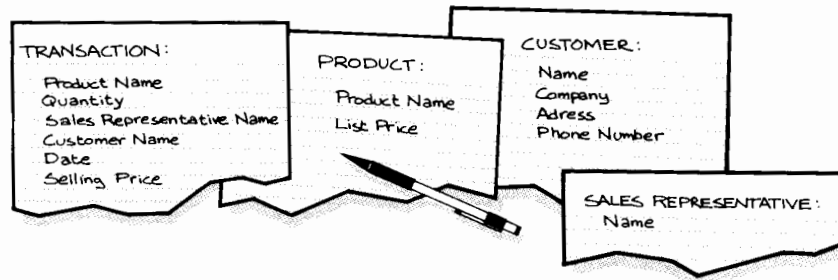 TRANSACTION:
Product Name
Quantity
Sales Representative Name
Customer Name
Date
Selling Price
PRODUCT:
Product Name
List Price
CUSTOMER:
Name
Company
Adress
Phone Number
SALES REPRESENTATIVE:
Name